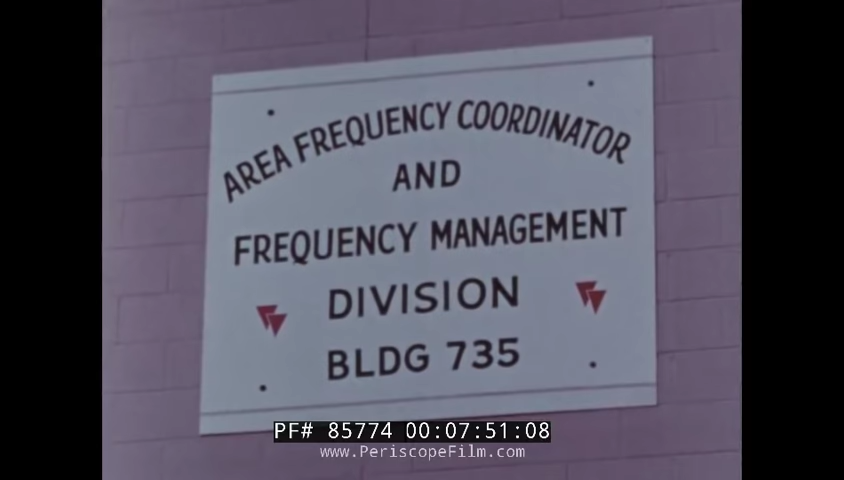 AREA FREQUENCY COORDINATOR
AND
FREQUENCY MANAGEMENT
DIVISION
BLDG 735
PF# 85774 00:07:51:08
www.PeriscopeFilm.com